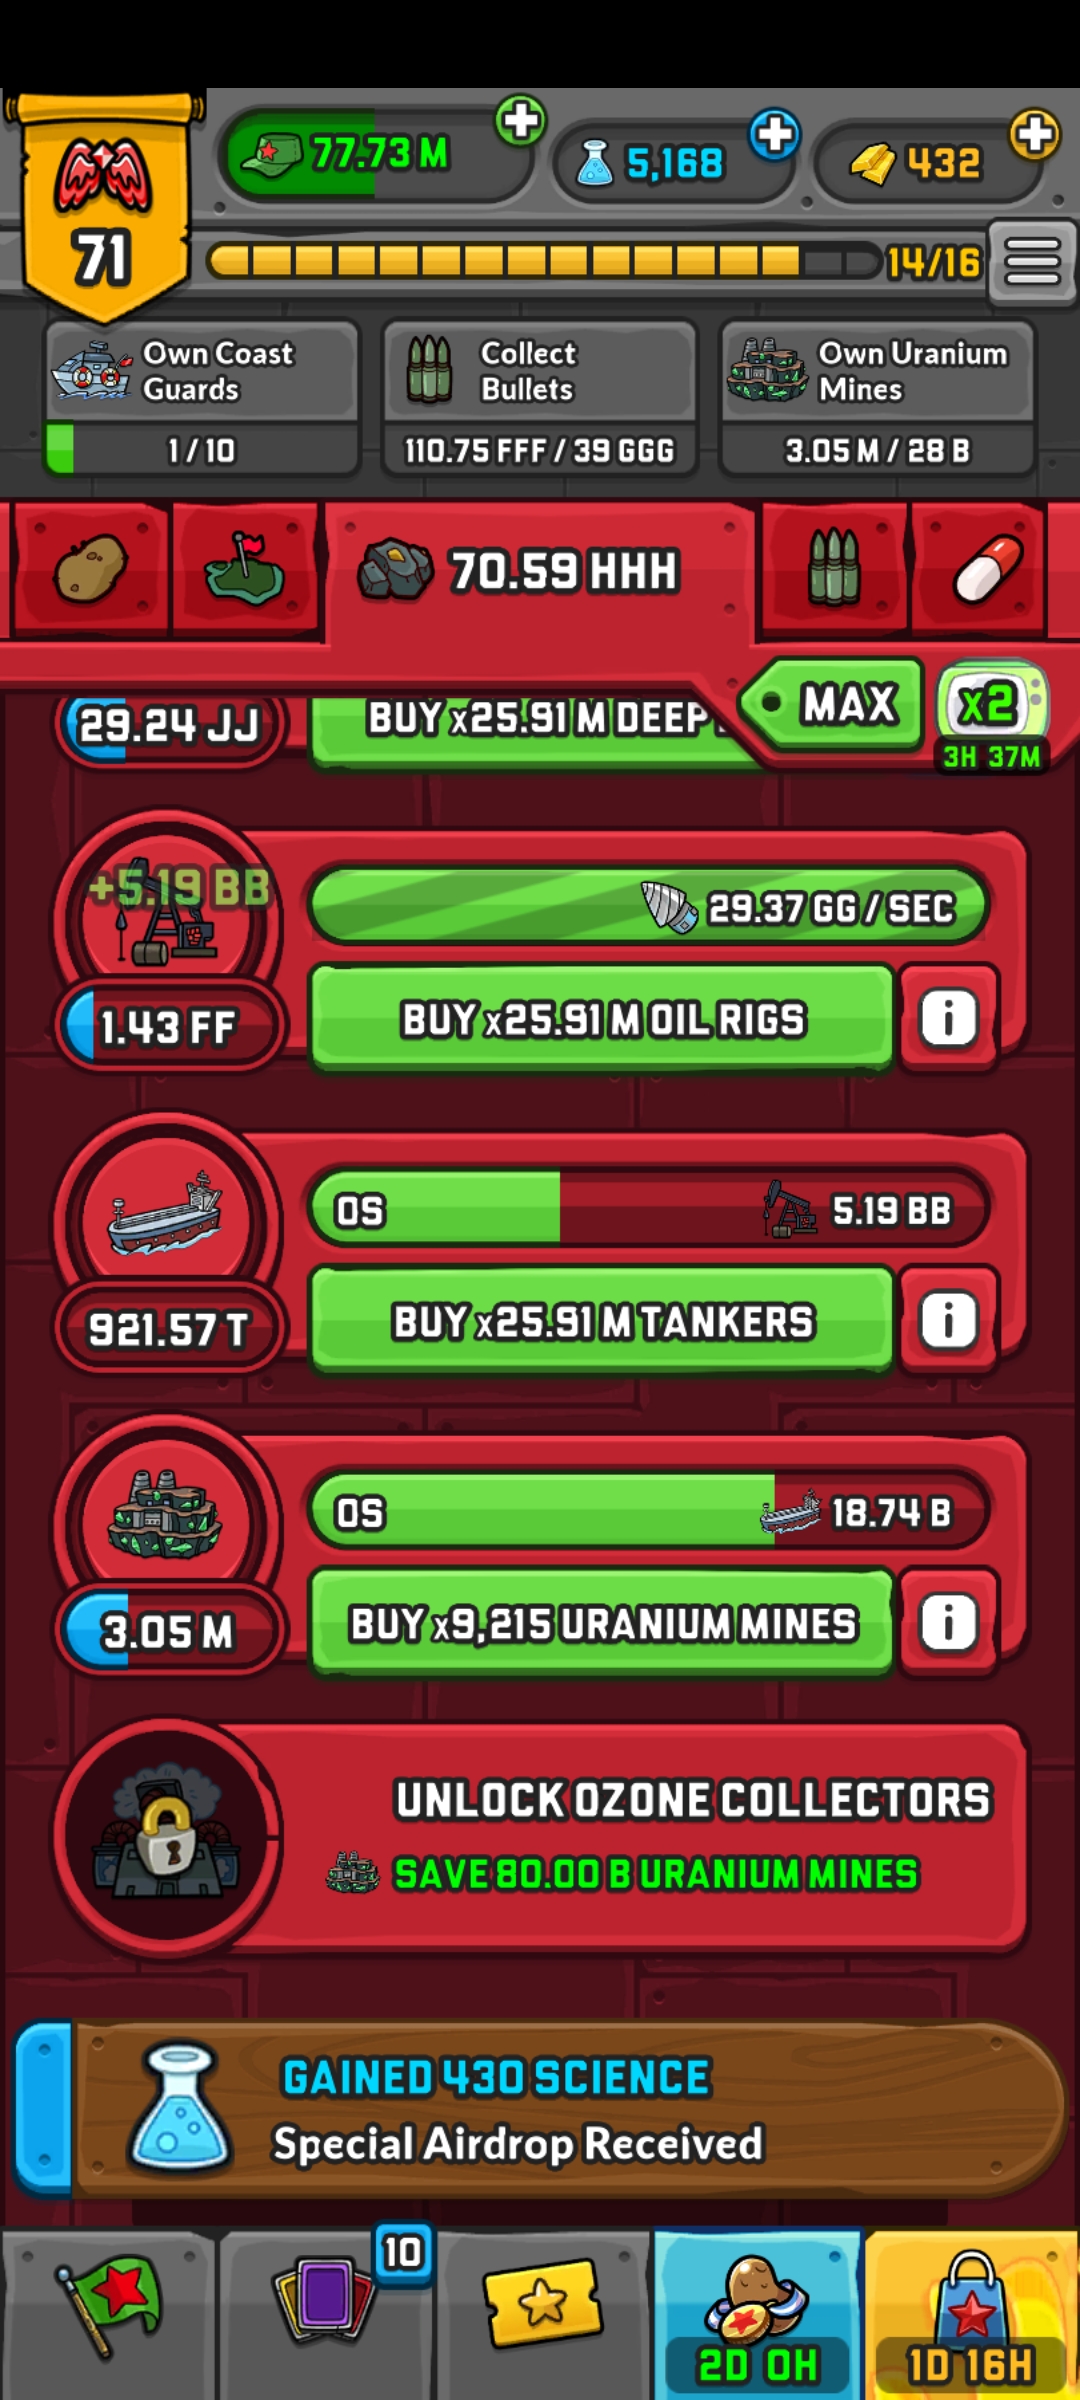 71
77.73 M
5,168
432
14/16
Own Coast
Guards
1 / 10
Collect
Bullets
110.75 FFF / 39 GGG
Own Uranium
Mines
3.05 M / 28 B
70.59 HHH
MAX
x2
3H 37M
29.24 JJ
BUY x25.91 M DEEP
+5.19 BB
29.37 GG / SEC
1.43 FF
BUY x25.91 M OIL RIGS
i
0S
5.19 BB
921.57 T
BUY x25.91 M TANKERS
i
0S
18.74 B
3.05 M
BUY x9,215 URANIUM MINES
i
UNLOCK OZONE COLLECTORS
SAVE 80.00 B URANIUM MINES
GAINED 430 SCIENCE
Special Airdrop Received
10
2D 0H
1D 16H